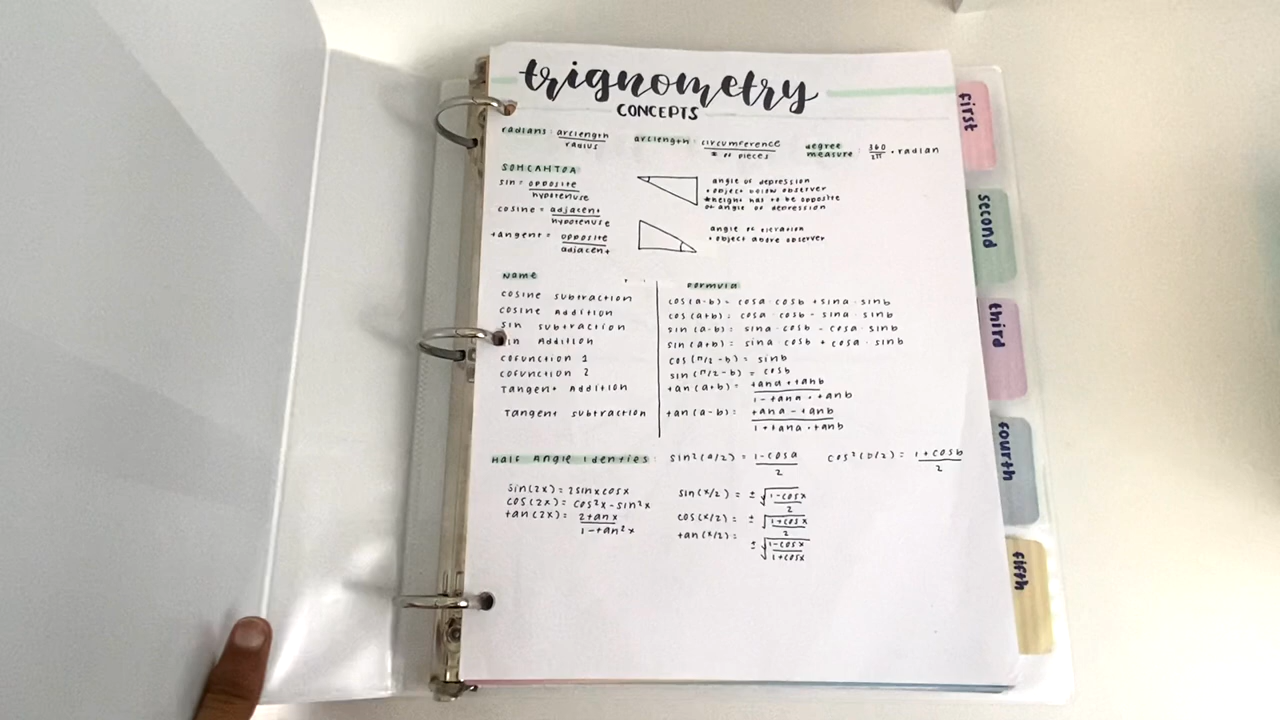 trignometry
CONCEPTS
radians: arclength / radius
arclength: circumference / # of pieces
degree measure: 360/2π · radian
SOHCAHTOA
sin = opposite / hypotenuse
cosine = adjacent / hypotenuse
tangent = opposite / adjacent
angle of depression
• object below observer
*height has to be opposite
of angle of depression
angle of elevation
• object above observer
Name
Formula
cosine subtraction cos(a-b) = cosa · cosb + sina · sinb
cosine Addition cos(a+b) = cosa · cosb - sina · sinb
sin subtraction sin(a-b) = sina · cosb - cosa · sinb
sin Addition sin(a+b) = sina · cosb + cosa · sinb
cofunction 1 cos(π/2 - b) = sinb
cofunction 2 sin(π/2 - b) = cosb
Tangent Addition tan(a+b) = tana + tanb / 1 - tana · tanb
Tangent subtraction tan(a-b) = tana - tanb / 1 + tana · tanb
Half Angle Identies: sin²(a/2) = 1-cosa / 2 cos²(b/2) = 1+cosb / 2
sin(2x) = 2sinxcosx
cos(2x) = cos²x - sin²x
tan(2x) = 2tanx / 1-tan²x
sin(x/2) = ± √1-cosx / 2
cos(x/2) = ± √1+cosx / 2
tan(x/2) = ± √1-cosx / 1+cosx
first
second
third
fourth
fifth